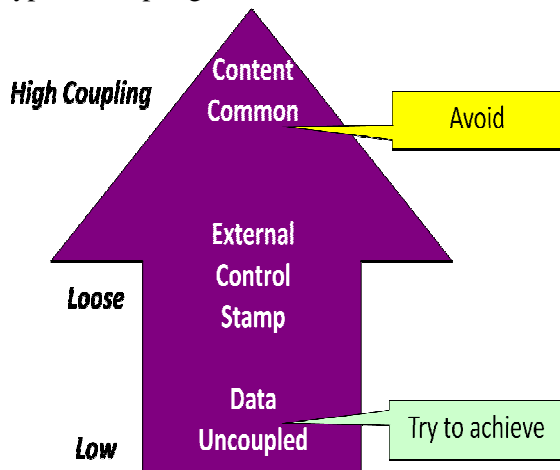 Content
High Coupling
Common
Avoid
External
Control
Loose
Stamp
Data
Try to achieve
Uncoupled
Low